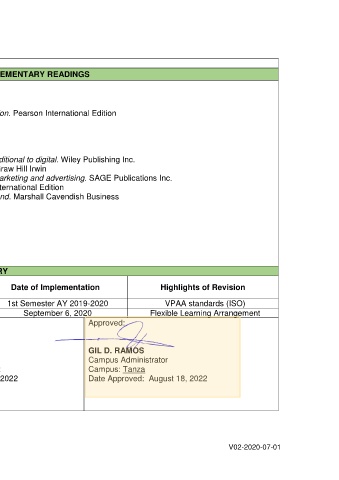 EMENTARY READINGS
on. Pearson International Edition
ditional to digital. Wiley Publishing Inc.
raw Hill Irwin
arketing and advertising. SAGE Publications Inc.
ternational Edition
nd. Marshall Cavendish Business
RY
Date of Implementation Highlights of Revision
1st Semester AY 2019-2020 VPAA standards (ISO)
September 6, 2020 Flexible Learning Arrangement
Approved:
GIL D. RAMOS
Campus Administrator
Campus: Tanza
2022 Date Approved: August 18, 2022
V02-2020-07-01